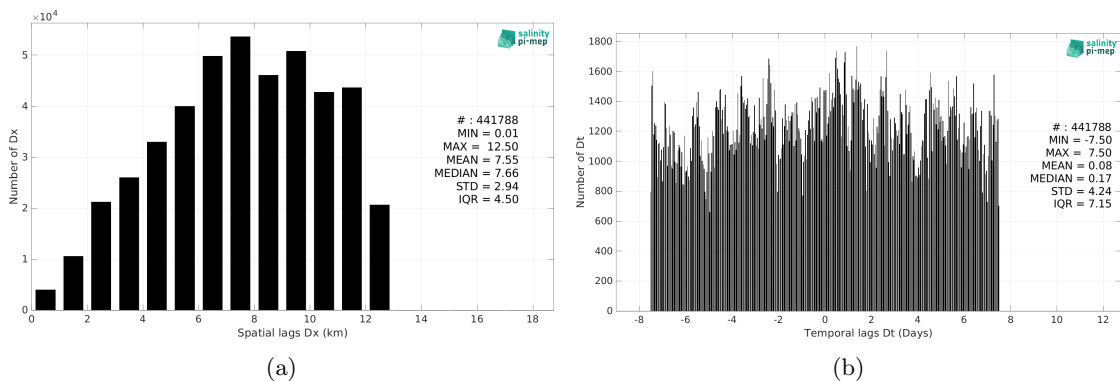 ×10⁴
5
4
3
2
1
0
Number of Dx
0 2 4 6 8 10 12 14 16 18
Spatial lags Dx (km)
salinity
pi-mep
# : 441788
MIN = 0.01
MAX = 12.50
MEAN = 7.55
MEDIAN = 7.66
STD = 2.94
IQR = 4.50
(a)
1800
1600
1400
1200
1000
800
600
400
200
0
Number of Dt
-8 -6 -4 -2 0 2 4 6 8 10 12
Temporal lags Dt (Days)
salinity
pi-mep
# : 441788
MIN = -7.50
MAX = 7.50
MEAN = 0.08
MEDIAN = 0.17
STD = 4.24
IQR = 7.15
(b)